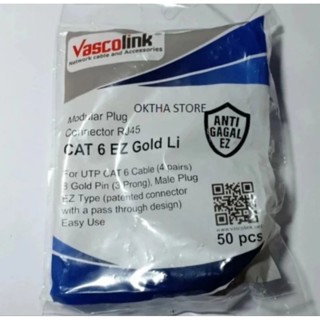 Vascolink
Network cable and Accessories
OKTHA STORE
Modular Plug
Connector RJ45
CAT 6 EZ Gold Li
For UTP CAT 6 Cable (4 pairs)
8 Gold Pin (3 Prong), Male Plug
EZ Type (patented connector
with a pass through design)
Easy Use
ANTI
GAGAL
EZ
50 pcs